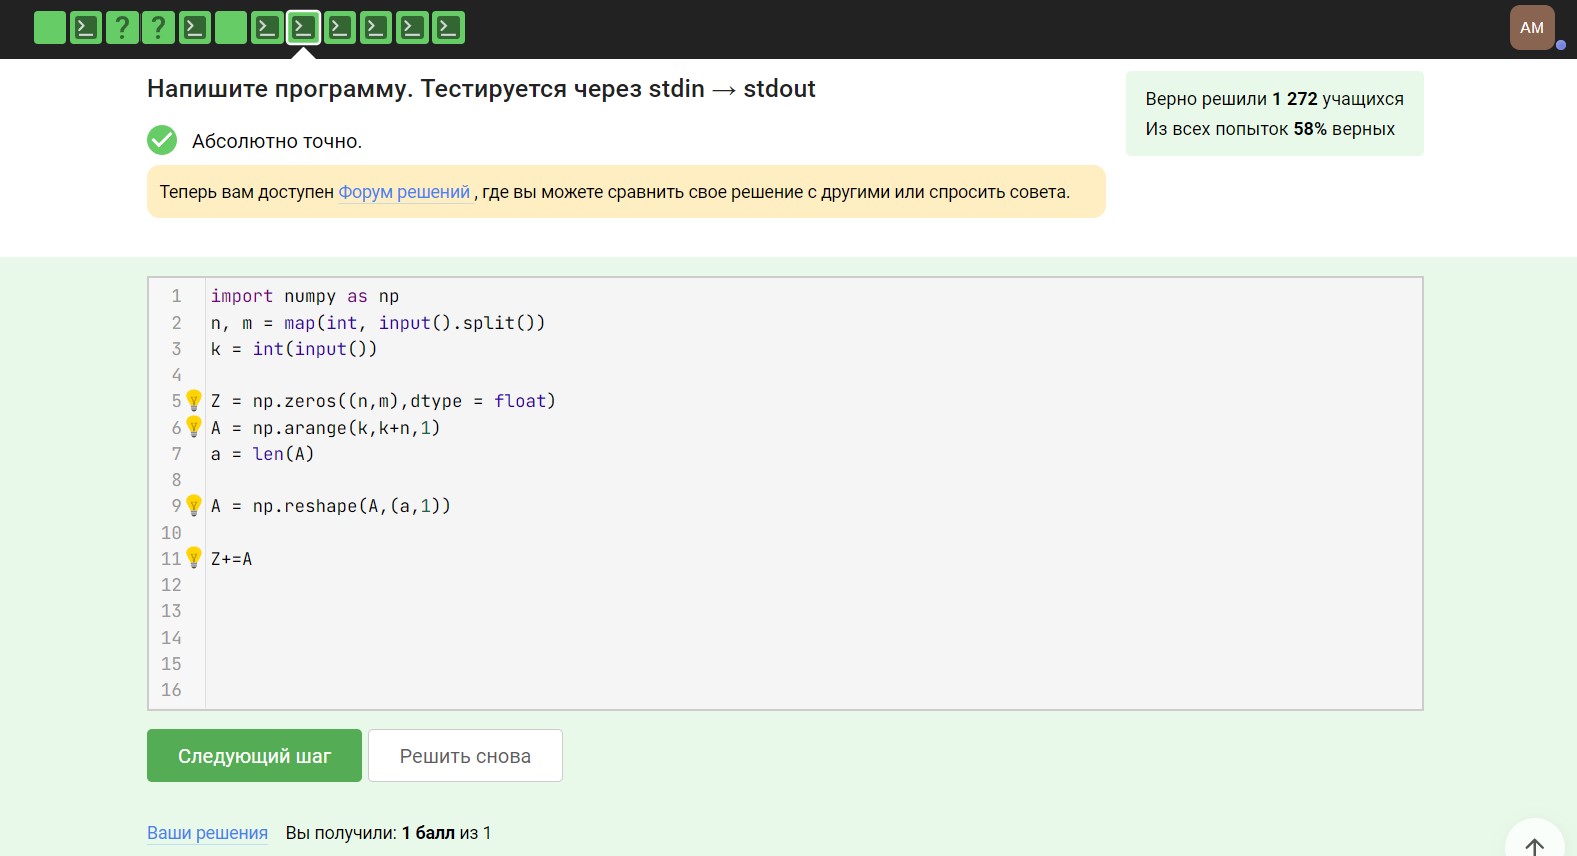 AM
Напишите программу. Тестируется через stdin → stdout
Верно решили 1 272 учащихся
Из всех попыток 58% верных
Абсолютно точно.
Теперь вам доступен Форум решений , где вы можете сравнить свое решение с другими или спросить совета.
1 import numpy as np
2 n, m = map(int, input().split())
3 k = int(input())
4
5 Z = np.zeros((n,m),dtype = float)
6 A = np.arange(k,k+n,1)
7 a = len(A)
8
9 A = np.reshape(A,(a,1))
10
11 Z+=A
12
13
14
15
16
Следующий шаг
Решить снова
Ваши решения Вы получили: 1 балл из 1